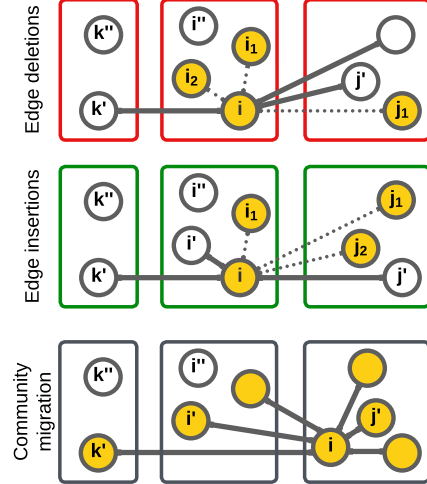 Edge deletions
k''
i''
i₁
i₂
j'
k'
i
j₁
Edge insertions
k''
i''
i₁
j₁
i'
j₂
k'
i
j'
Community
migration
k''
i''
i'
j'
k'
i